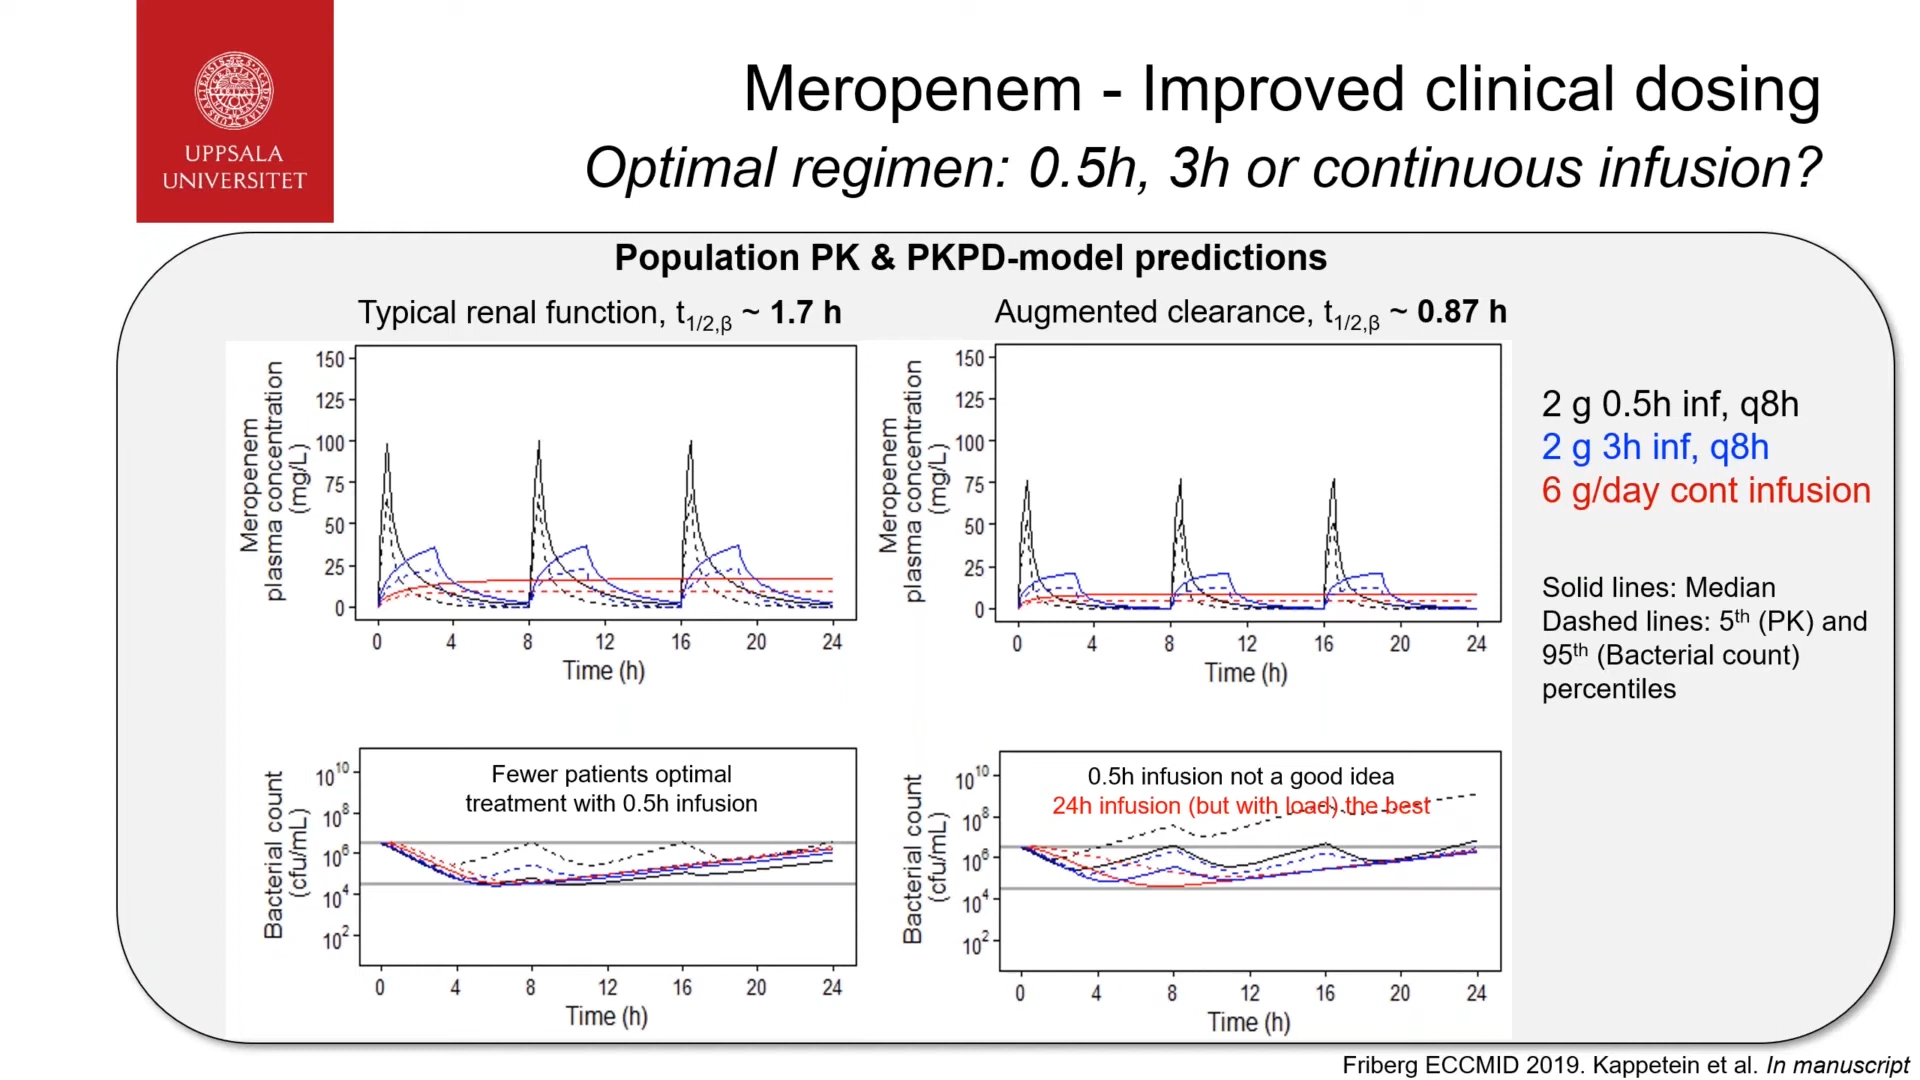 UPPSALA
UNIVERSITET
Meropenem - Improved clinical dosing
Optimal regimen: 0.5h, 3h or continuous infusion?
Population PK & PKPD-model predictions
Typical renal function, t1/2,β ~ 1.7 h
Augmented clearance, t1/2,β ~ 0.87 h
Meropenem
plasma concentration
(mg/L)
150
125
100
75
50
25
0
0 4 8 12 16 20 24
Time (h)
Meropenem
plasma concentration
(mg/L)
150
125
100
75
50
25
0
0 4 8 12 16 20 24
Time (h)
2 g 0.5h inf, q8h
2 g 3h inf, q8h
6 g/day cont infusion
Solid lines: Median
Dashed lines: 5th (PK) and
95th (Bacterial count)
percentiles
Bacterial count
(cfu/mL)
10^10
10^8
10^6
10^4
10^2
Fewer patients optimal
treatment with 0.5h infusion
0 4 8 12 16 20 24
Time (h)
Bacterial count
(cfu/mL)
10^10
10^8
10^6
10^4
10^2
0.5h infusion not a good idea
24h infusion (but with load) the best
0 4 8 12 16 20 24
Time (h)
Friberg ECCMID 2019. Kappetein et al. In manuscript